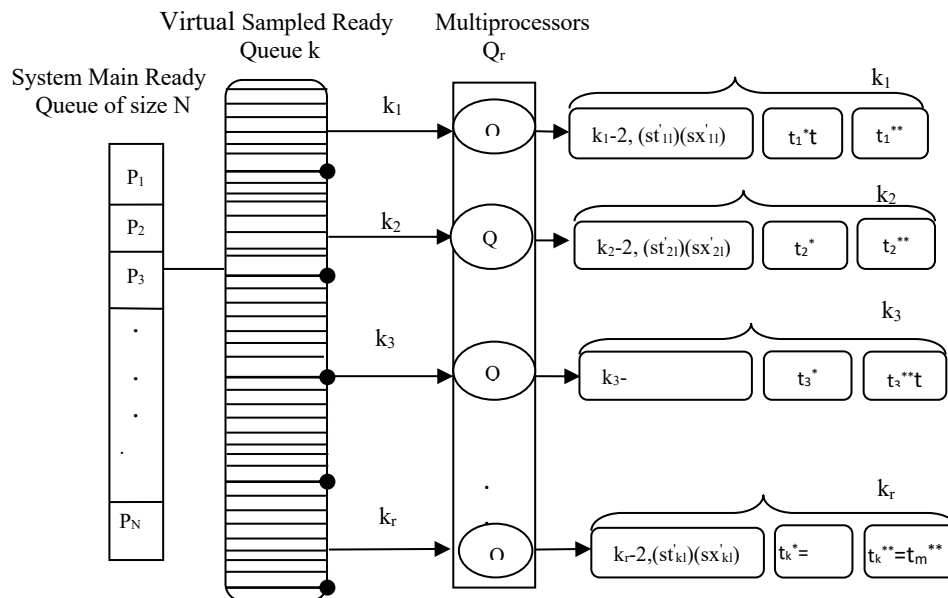 Virtual Sampled Ready
Queue k
Multiprocessors
Qr
System Main Ready
Queue of size N
P1
P2
P3
.
.
.
.
PN
k1
k2
k3
kr
Q
Q
Q
.
.
Q
k1
k1-2, (st'11)(sx'11)
t1*t
t1**
k2
k2-2, (st'2l)(sx'2l)
t2*
t2**
k3
k3-
t3*
t3**t
kr
kr-2,(st'kl)(sx'kl)
tk*=
tk**=tm**